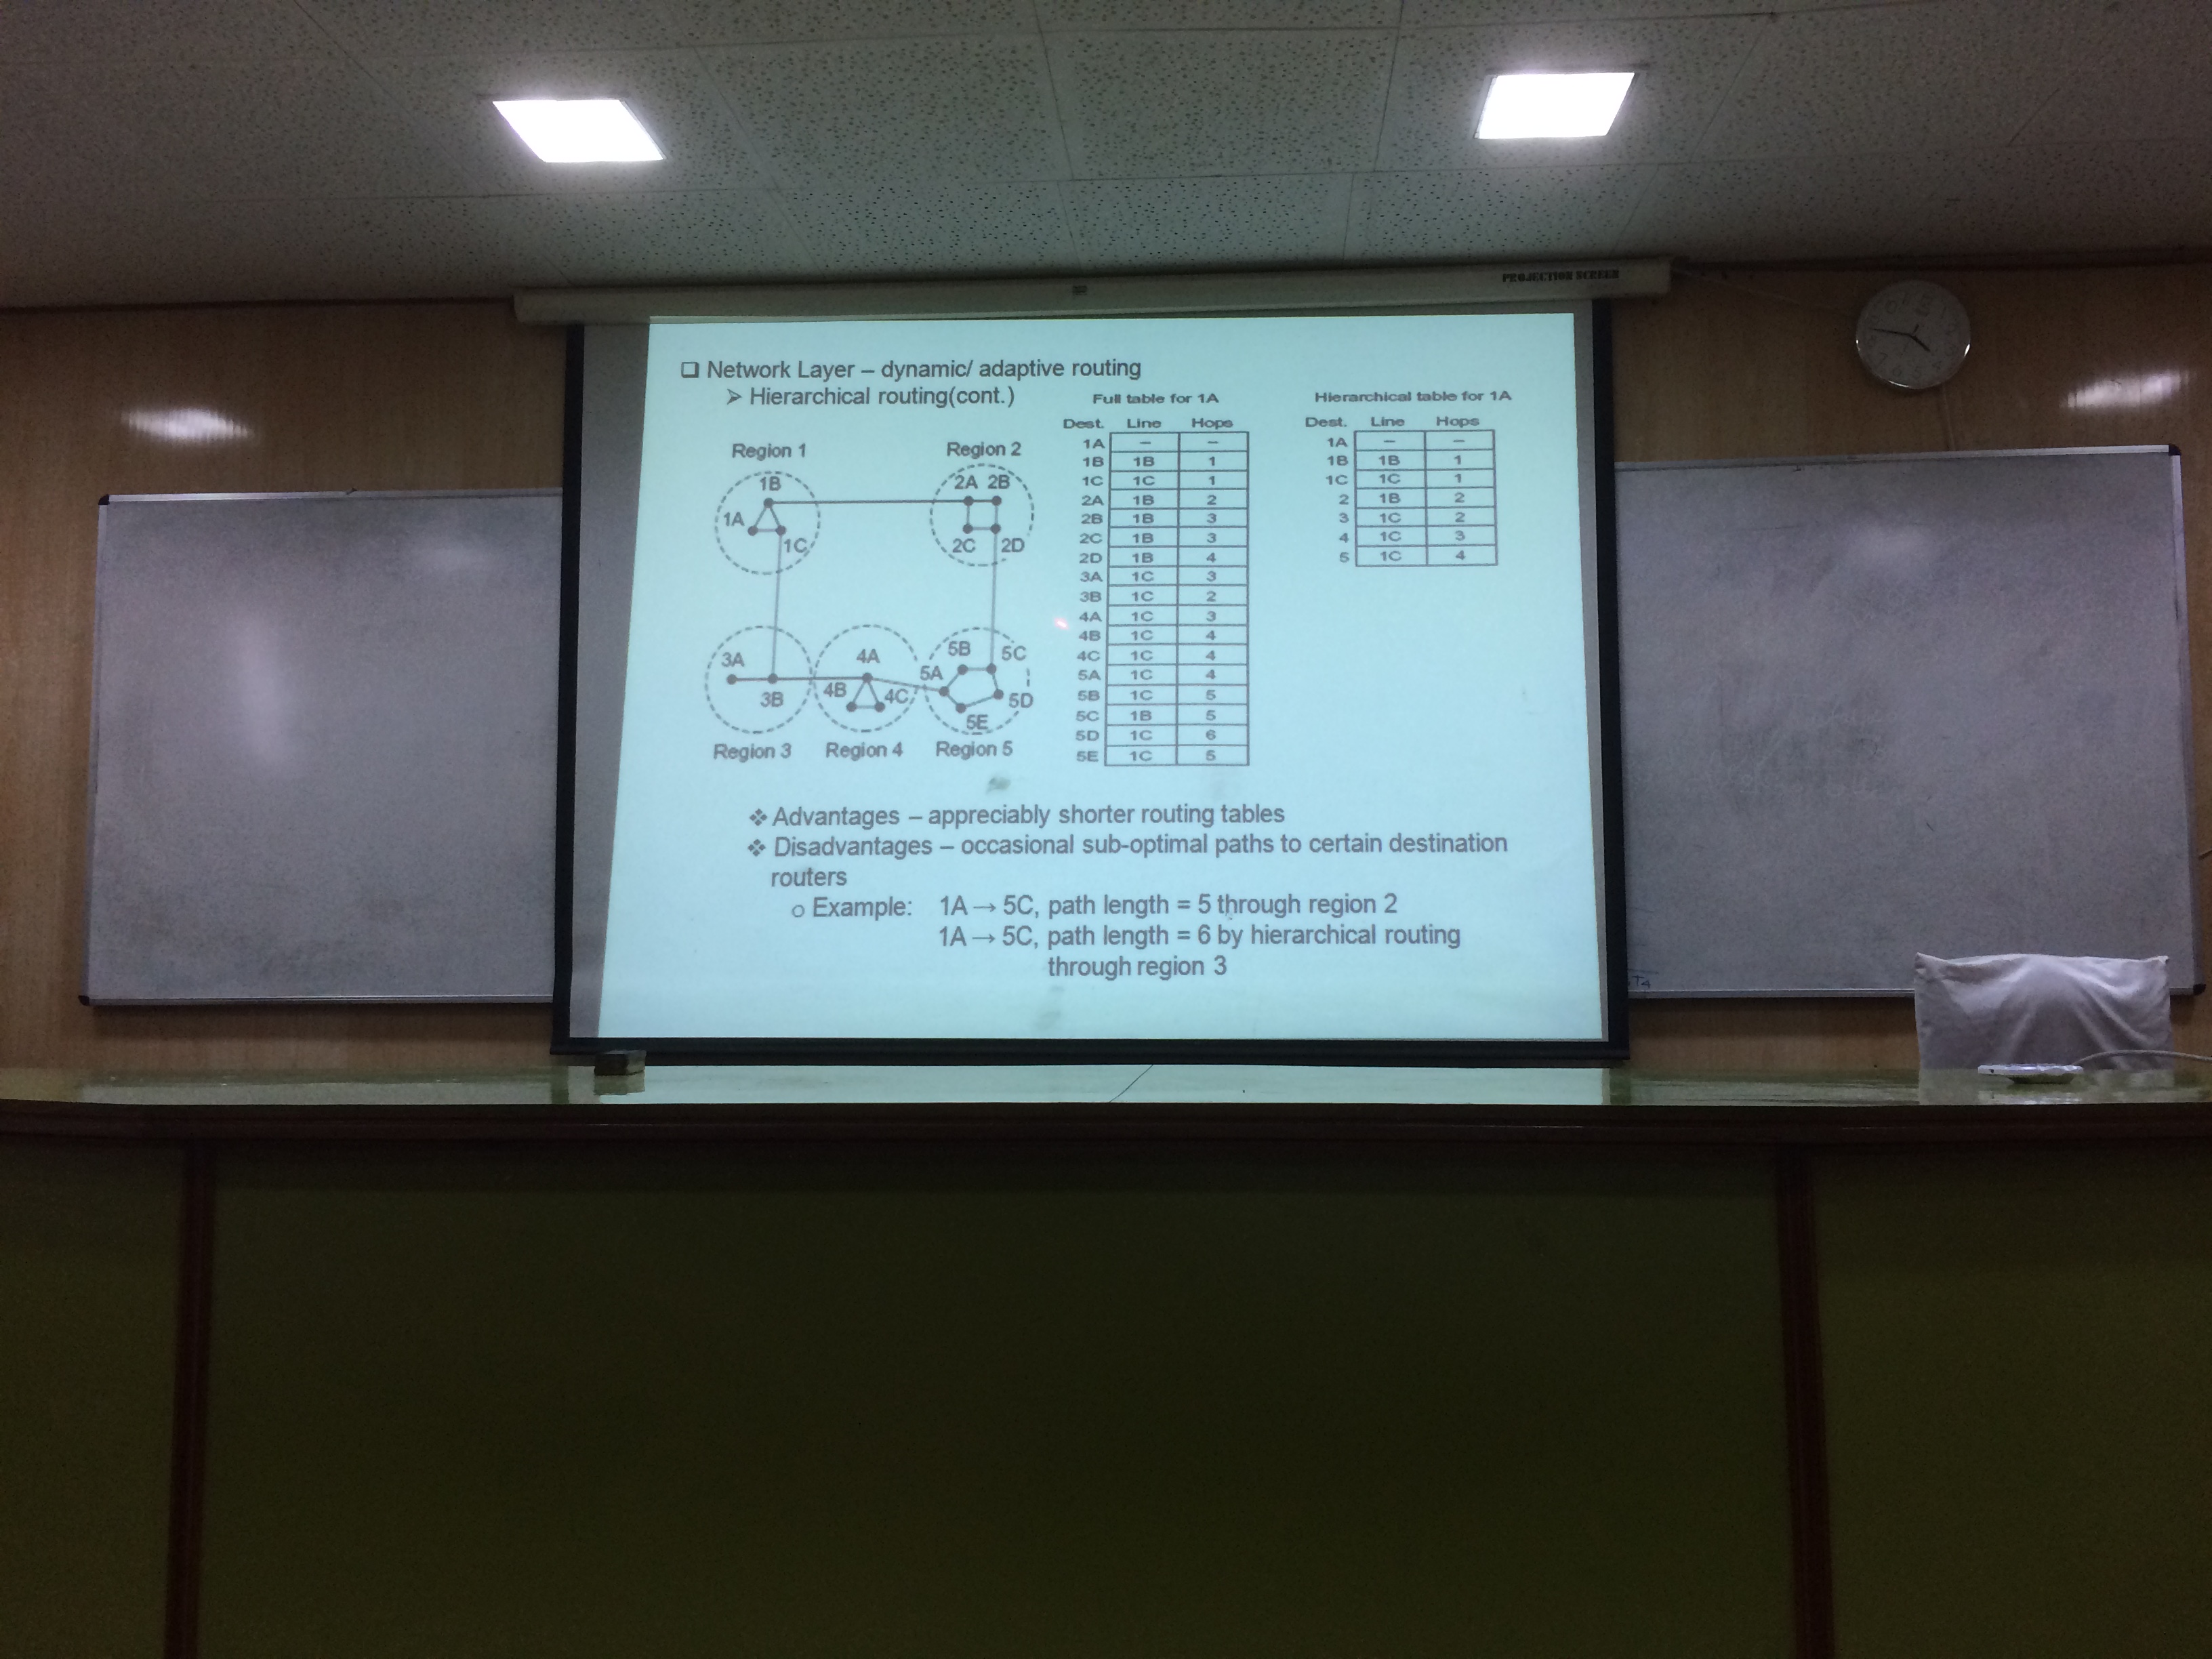 PROJECTION SCREEN
❑ Network Layer – dynamic/ adaptive routing
➢ Hierarchical routing(cont.)
Region 1
Region 2
1B
1A
1C
2A 2B
2C 2D
3A
3B
4A
4B
4C
5A
5B
5C
5D
5E
Region 3 Region 4 Region 5
Full table for 1A
Dest. Line Hops
1A – –
1B 1B 1
1C 1C 1
2A 1B 2
2B 1B 3
2C 1B 3
2D 1B 4
3A 1C 3
3B 1C 2
4A 1C 3
4B 1C 4
4C 1C 4
5A 1C 4
5B 1C 5
5C 1B 5
5D 1C 6
5E 1C 5
Hierarchical table for 1A
Dest. Line Hops
1A – –
1B 1B 1
1C 1C 1
2 1B 2
3 1C 2
4 1C 3
5 1C 4
❖ Advantages – appreciably shorter routing tables
❖ Disadvantages – occasional sub-optimal paths to certain destination
routers
o Example: 1A → 5C, path length = 5 through region 2
1A → 5C, path length = 6 by hierarchical routing
through region 3